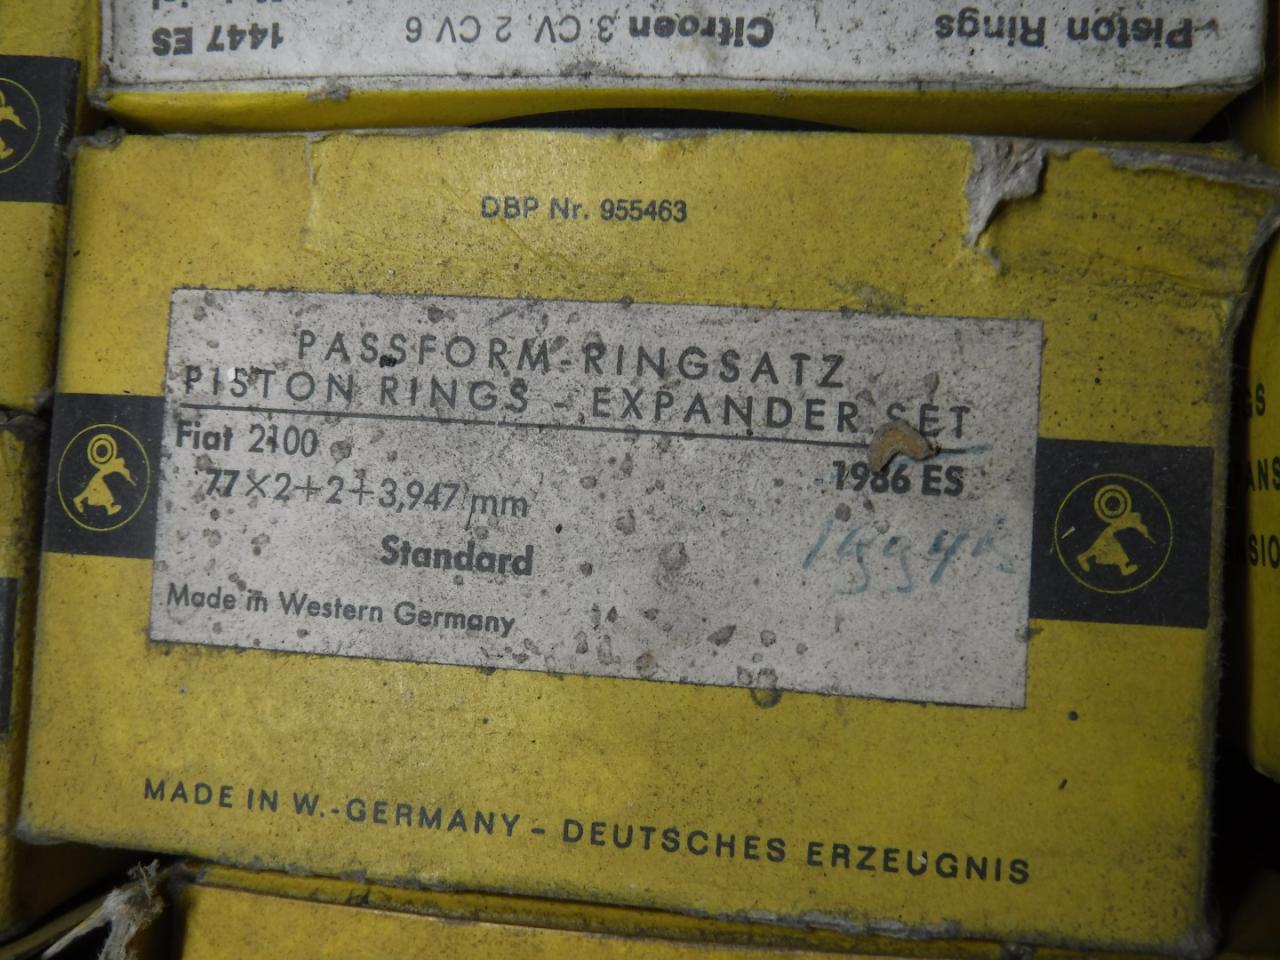 Piston Rings Citroen 3 CV, 2 CV 6 1447 ES
DBP Nr. 955463
PASSFORM-RINGSATZ
PISTON RINGS - EXPANDER SET
Fiat 2100
1986 ES
77×2+2+3,947 mm
Standard
Made in Western Germany
MADE IN W.-GERMANY - DEUTSCHES ERZEUGNIS